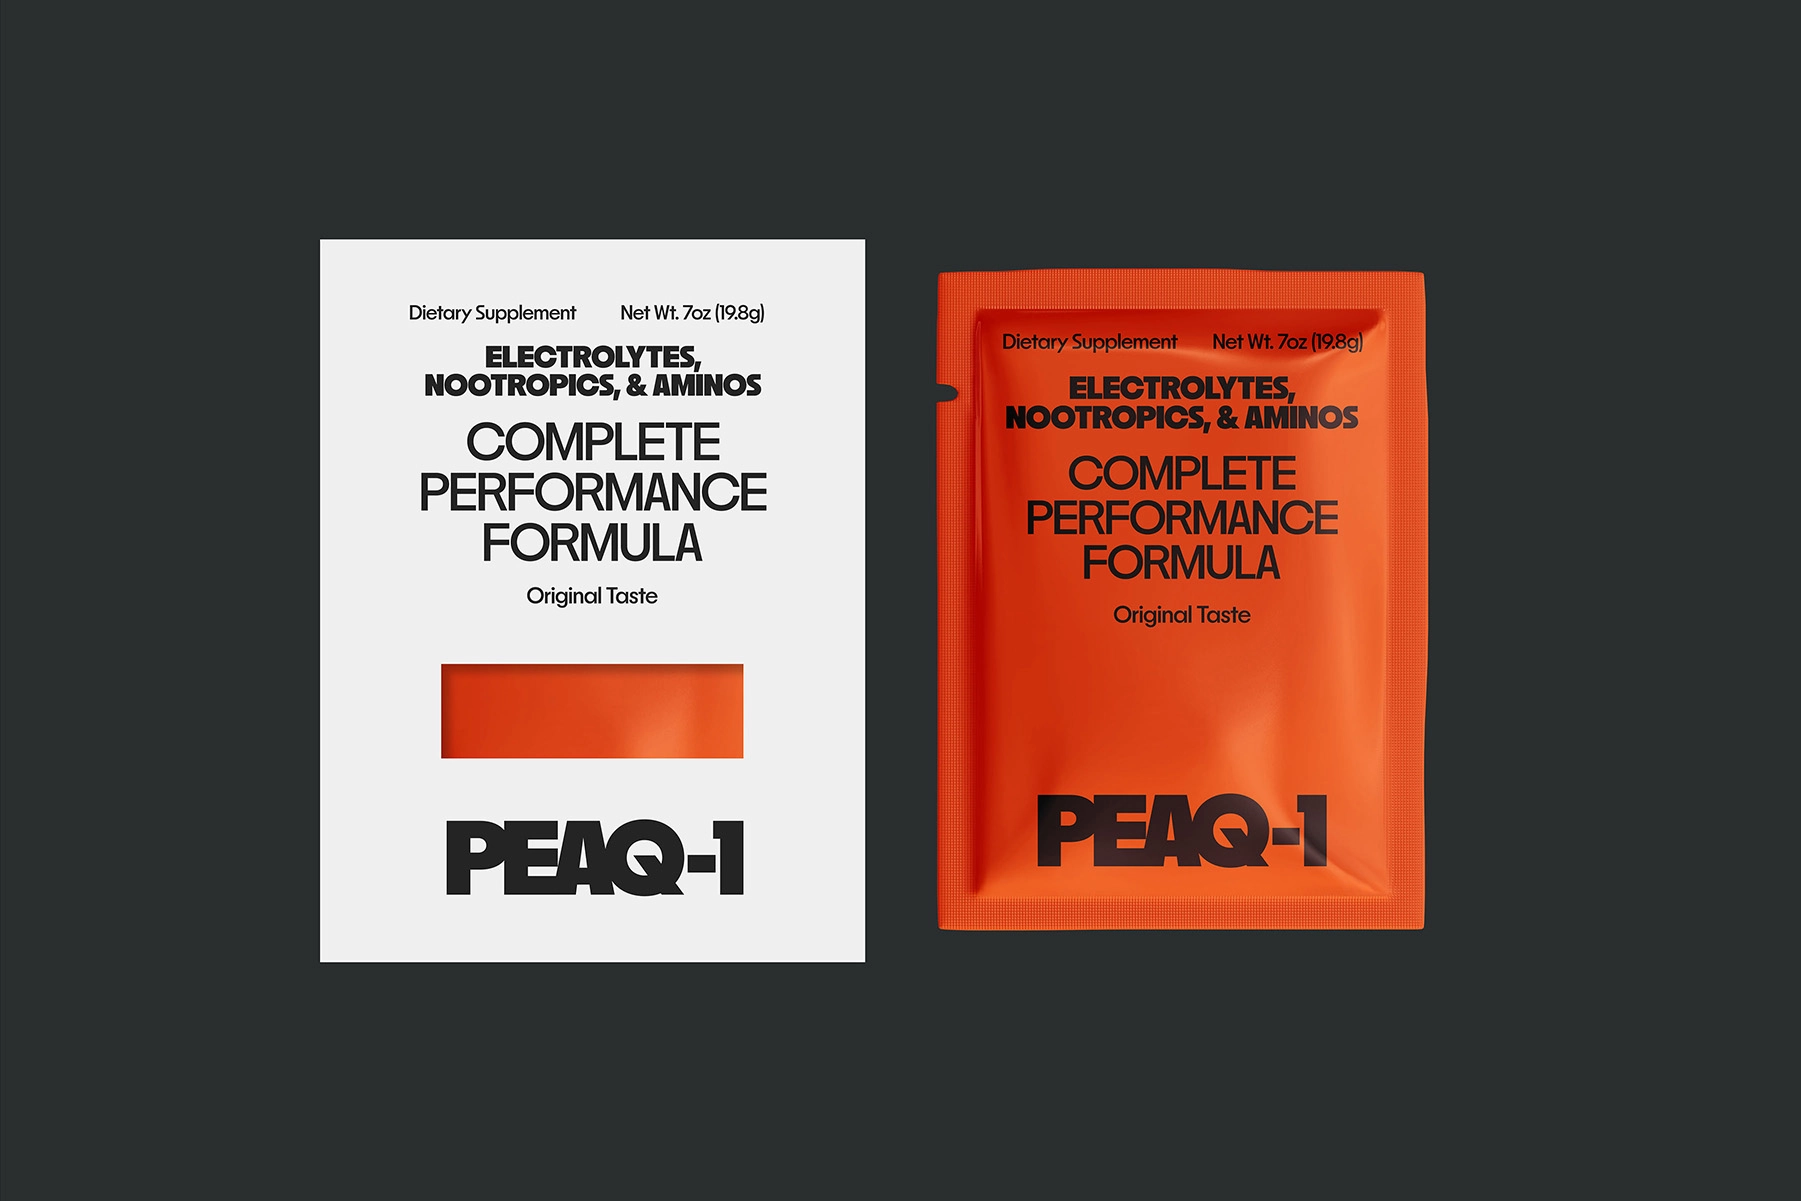 Dietary Supplement Net Wt. 7oz (19.8g)
ELECTROLYTES,
NOOTROPICS, & AMINOS
COMPLETE
PERFORMANCE
FORMULA
Original Taste
PEAQ-1
Dietary Supplement Net Wt. 7oz (19.8g)
ELECTROLYTES,
NOOTROPICS, & AMINOS
COMPLETE
PERFORMANCE
FORMULA
Original Taste
PEAQ-1